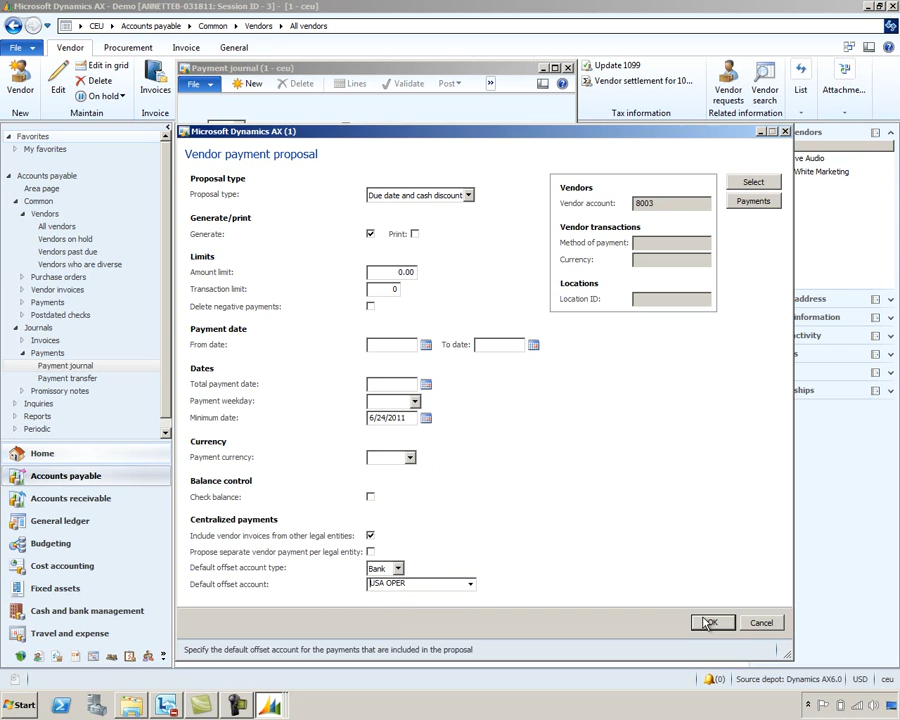 Microsoft Dynamics AX - Demo [ANNETTEB-031811: Session ID - 3] - [1 - ceu]
CEU
Accounts payable
Common
Vendors
All vendors
File
Vendor
Procurement
Invoice
General
Vendor
Edit
Edit in grid
Delete
On hold
Invoices
New
Maintain
Invoice
Payment journal (1 - ceu)
File
New
Delete
Lines
Validate
Post
»
Update 1099
Vendor settlement for 10...
Tax information
Vendor requests
Vendor search
Related information
List
Attachme...
Favorites
My favorites
Accounts payable
Area page
Common
Vendors
All vendors
Vendors on hold
Vendors past due
Vendors who are diverse
Purchase orders
Vendor invoices
Payments
Postdated checks
Journals
Invoices
Payments
Payment journal
Payment transfer
Promissory notes
Inquiries
Reports
Periodic
Home
Accounts payable
Accounts receivable
General ledger
Budgeting
Cost accounting
Fixed assets
Cash and bank management
Travel and expense
Microsoft Dynamics AX (1)
Vendor payment proposal
Proposal type
Proposal type: Due date and cash discount
Generate/print
Generate: Print:
Limits
Amount limit: 0.00
Transaction limit: 0
Delete negative payments:
Payment date
From date: To date:
Dates
Total payment date:
Payment weekday:
Minimum date: 6/24/2011
Currency
Payment currency:
Balance control
Check balance:
Centralized payments
Include vendor invoices from other legal entities:
Propose separate vendor payment per legal entity:
Default offset account type: Bank
Default offset account: USA OPER
Vendors
Vendor account: 8003
Vendor transactions
Method of payment:
Currency:
Locations
Location ID:
Select
Payments
OK
Cancel
Specify the default offset account for the payments that are included in the proposal
endors
ve Audio
White Marketing
address
information
ctivity
s
ships
(0)
Source depot: Dynamics AX6.0
USD
ceu
Start